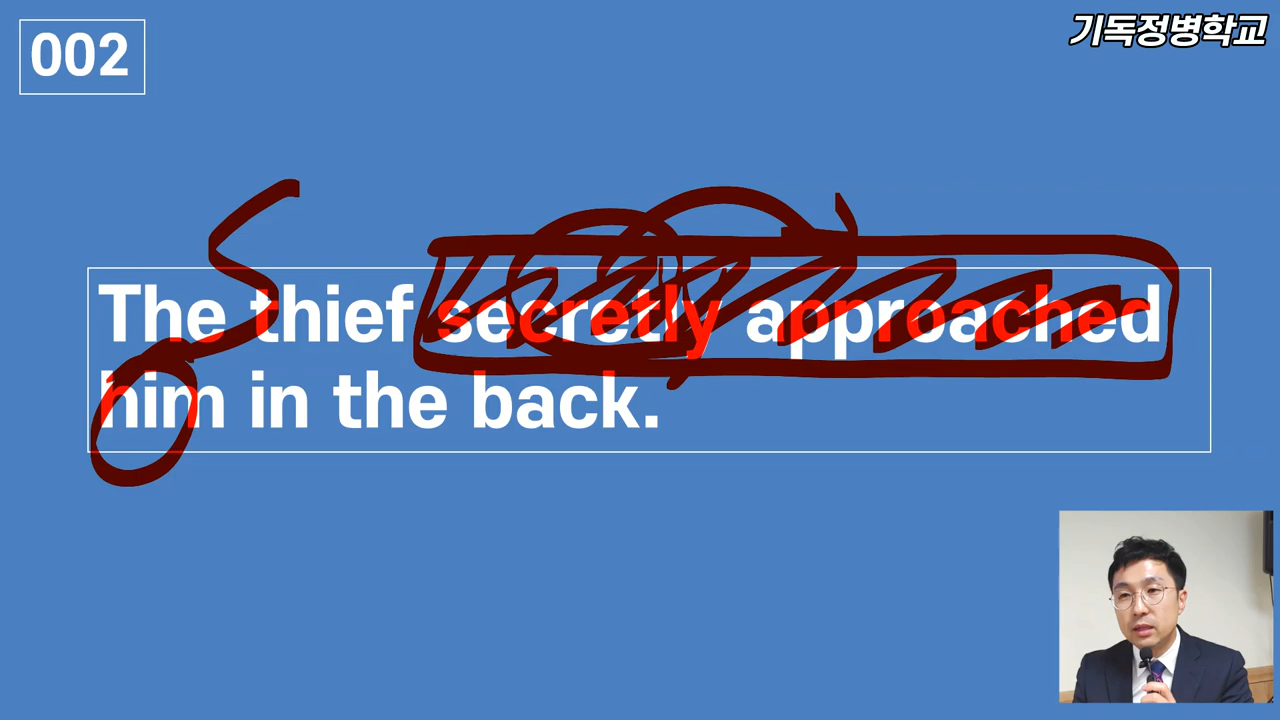 002
기독정병학교
The thief secretly approached
him in the back.
S